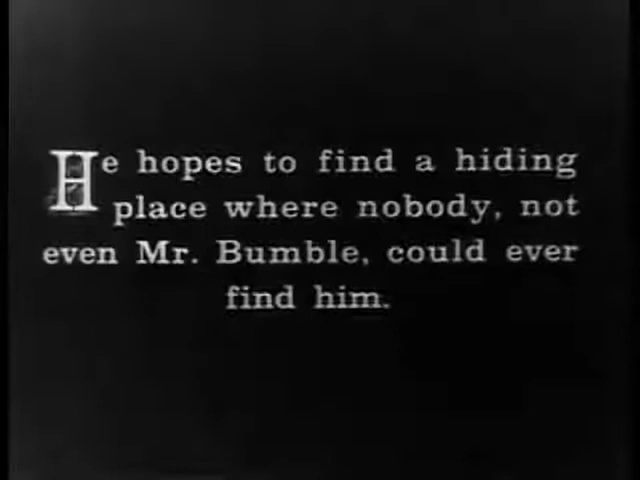 He hopes to find a hiding
place where nobody, not
even Mr. Bumble, could ever
find him.